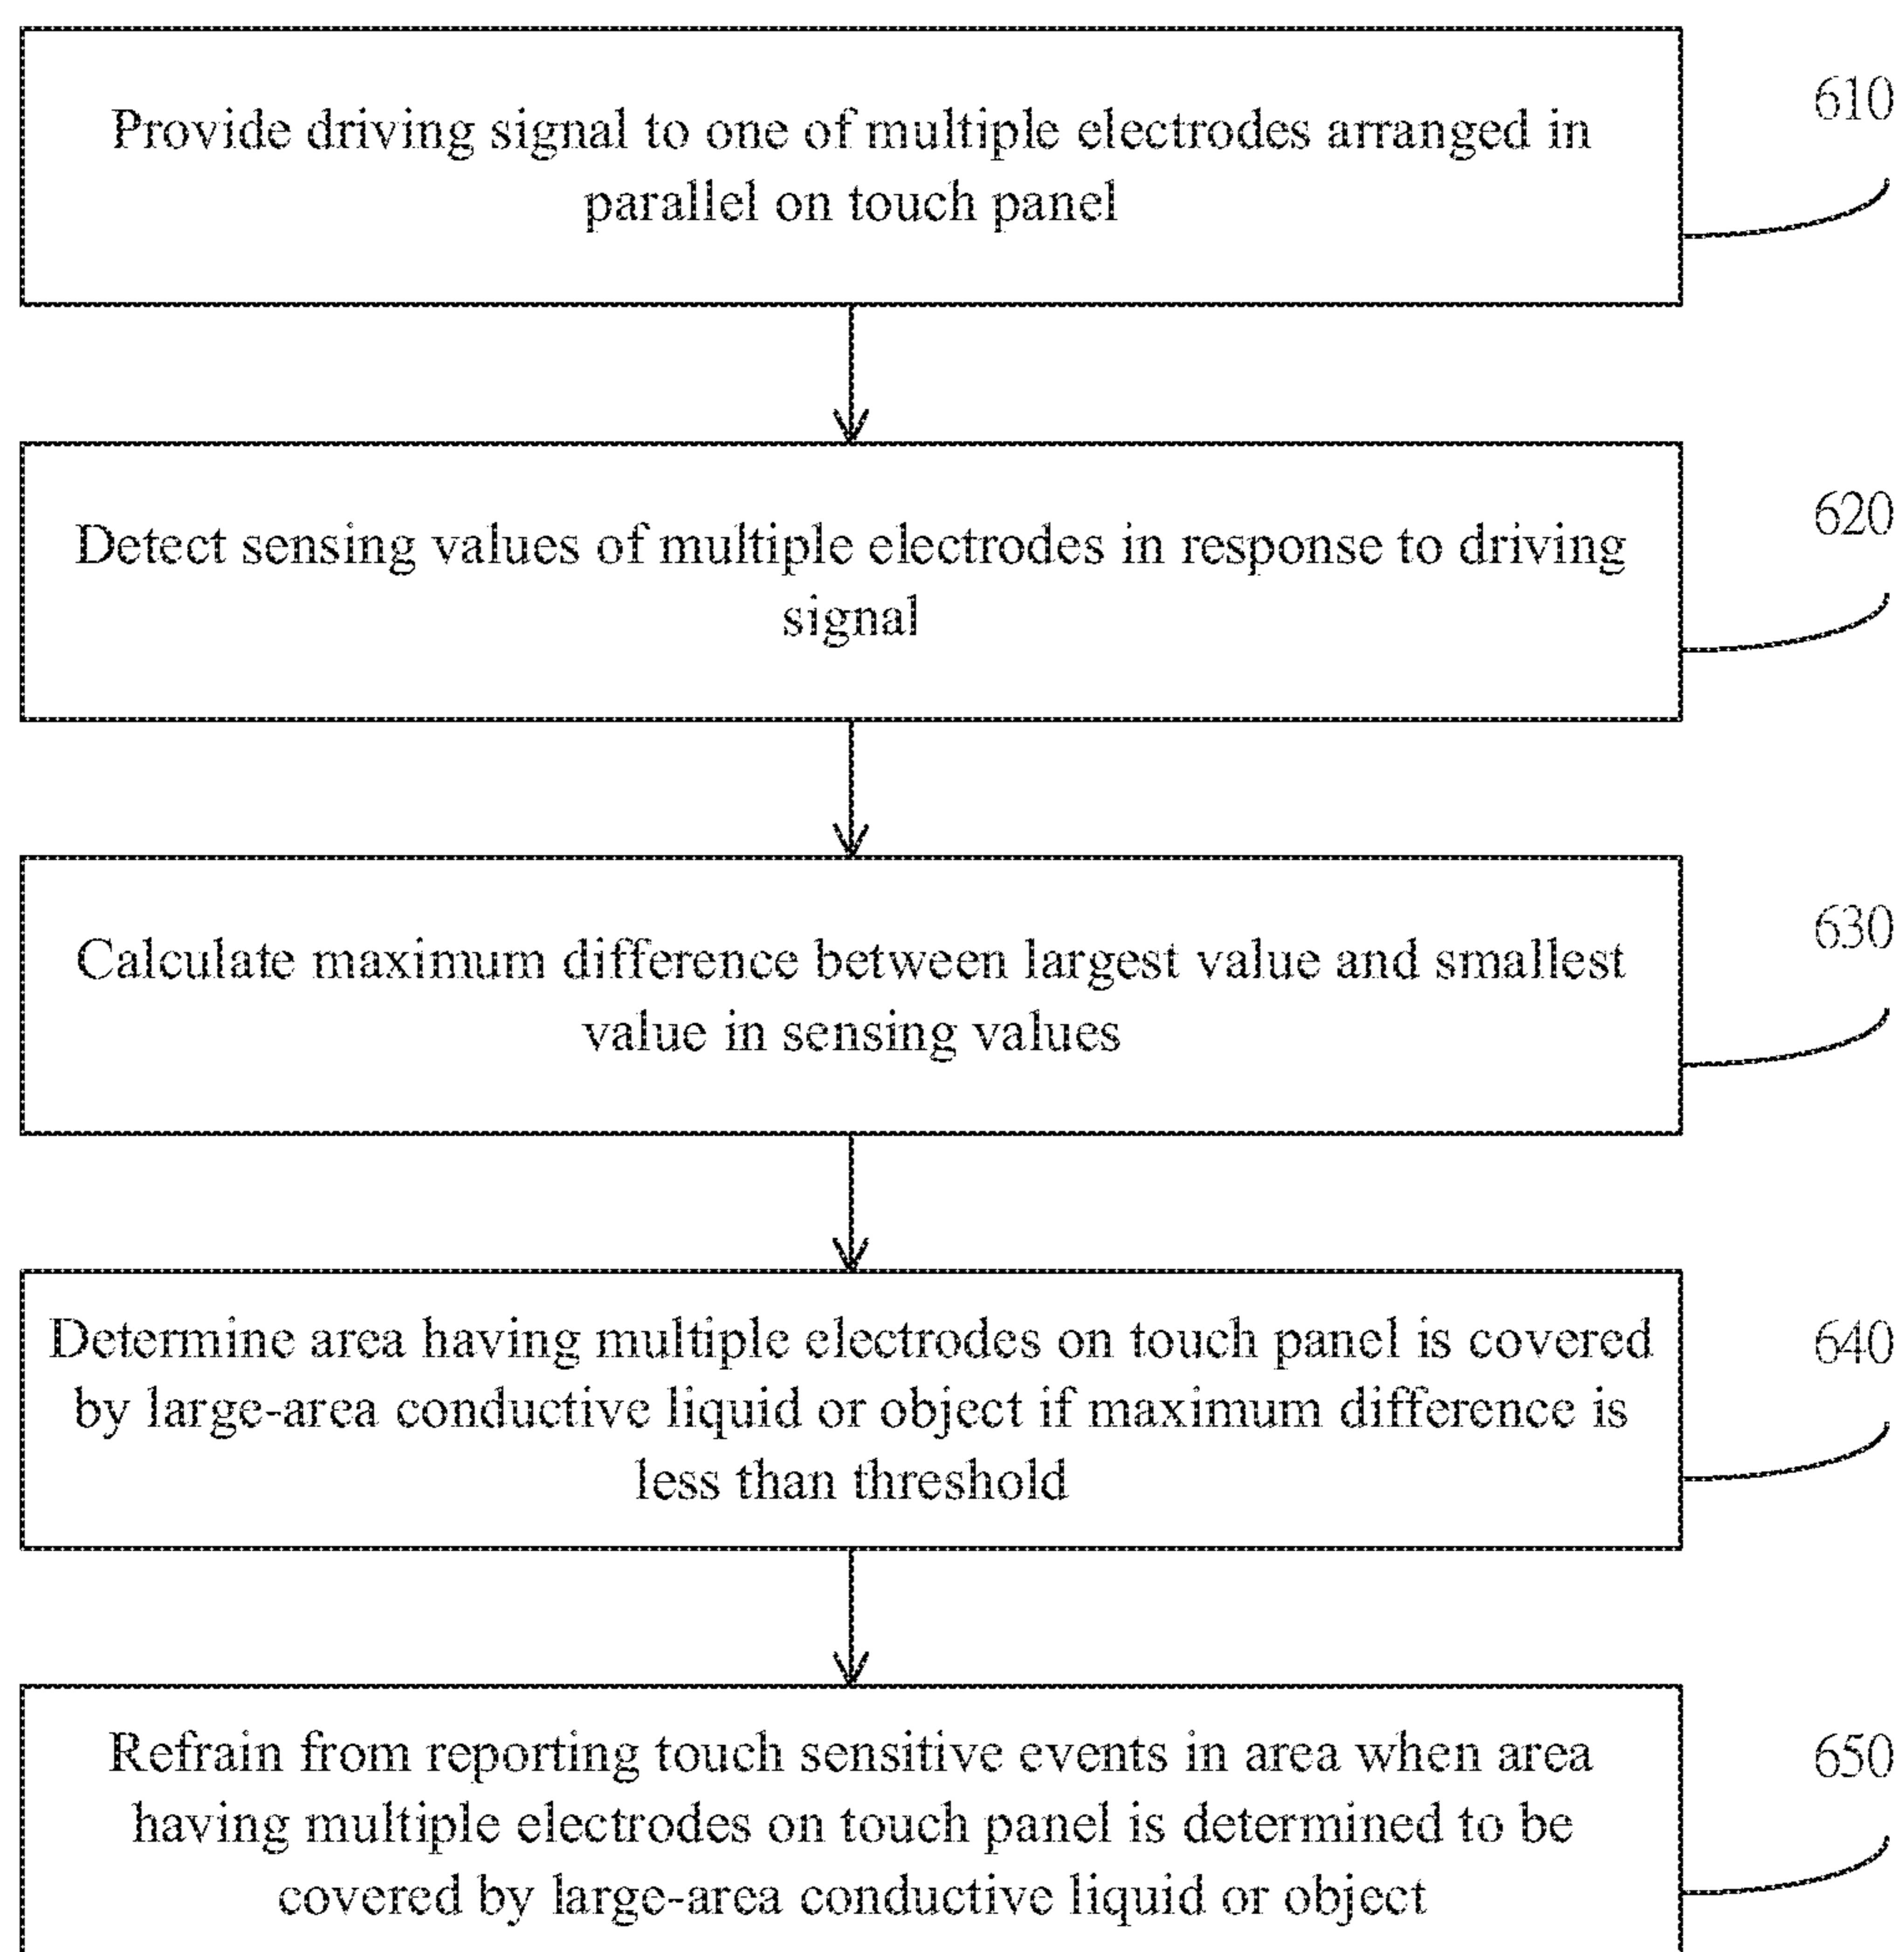 610
Provide driving signal to one of multiple electrodes arranged in
parallel on touch panel
620
Detect sensing values of multiple electrodes in response to driving
signal
630
Calculate maximum difference between largest value and smallest
value in sensing values
640
Determine area having multiple electrodes on touch panel is covered
by large-area conductive liquid or object if maximum difference is
less than threshold
650
Refrain from reporting touch sensitive events in area when area
having multiple electrodes on touch panel is determined to be
covered by large-area conductive liquid or object